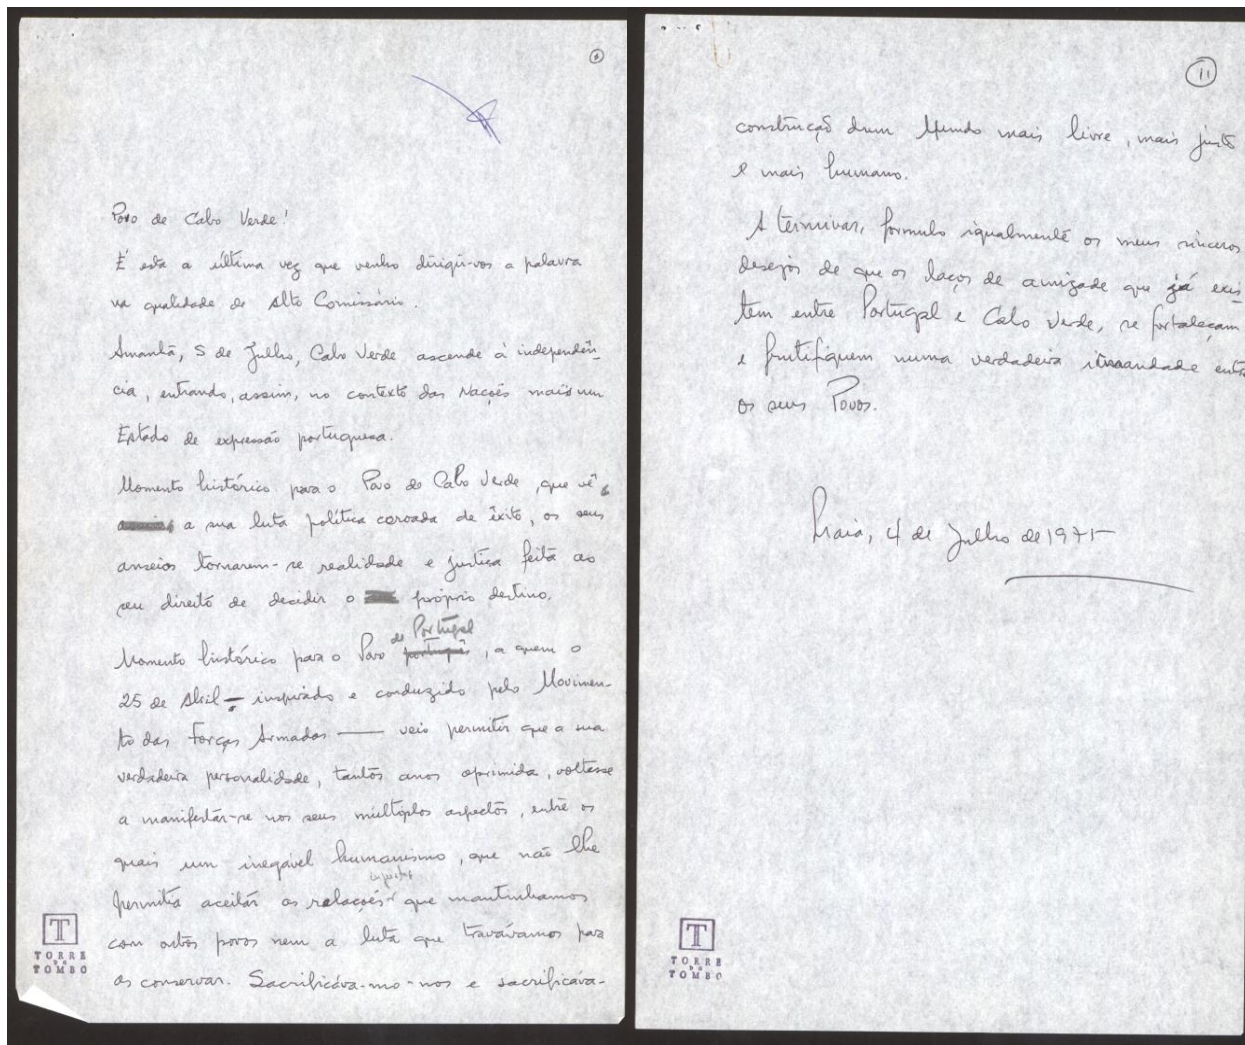 Povo de Cabo Verde!
É esta a última vez que venho dirigir-vos a palavra
na qualidade de Alto Comissário.
Amanhã, 5 de Julho, Cabo Verde ascende à independên-
cia, entrando, assim, no contexto das Nações mais um
Estado de expressão portuguesa.
Momento histórico para o Povo de Cabo Verde, que vê
a sua luta política coroada de êxito, os seus
anseios tornarem-se realidade e justiça feita ao
seu direito de decidir o próprio destino.
de Portugal
Momento histórico para o Povo português, a quem o
25 de Abril - inspirado e conduzido pelo Movimen-
to das Forças Armadas — veio permitir que a sua
verdadeira personalidade, tantos anos oprimida, voltasse
a manifestar-se nos seus múltiplos aspectos, entre os
quais um inegável humanismo, que não lhe
injustas
permitia aceitar as relações que mantinhamos
com outros povos nem a luta que travávamos para
as conservar. Sacrificáva-mo-nos e sacrificáva-
TORRE
DO
TOMBO
11
construção dum Mundo mais livre, mais justo
e mais humano.
A terminar, formulo igualmente os meus sinceros
desejos de que os laços de amizade que já exis-
tem entre Portugal e Cabo Verde, se fortaleçam
e frutifiquem numa verdadeira irmandade entre
os seus Povos.
Praia, 4 de Julho de 1975
TORRE
DO
TOMBO